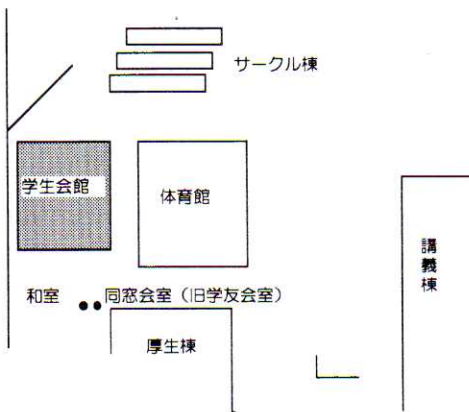 サークル棟
学生会館
体育館
講義棟
和室
同窓会室（旧学友会室）
厚生棟